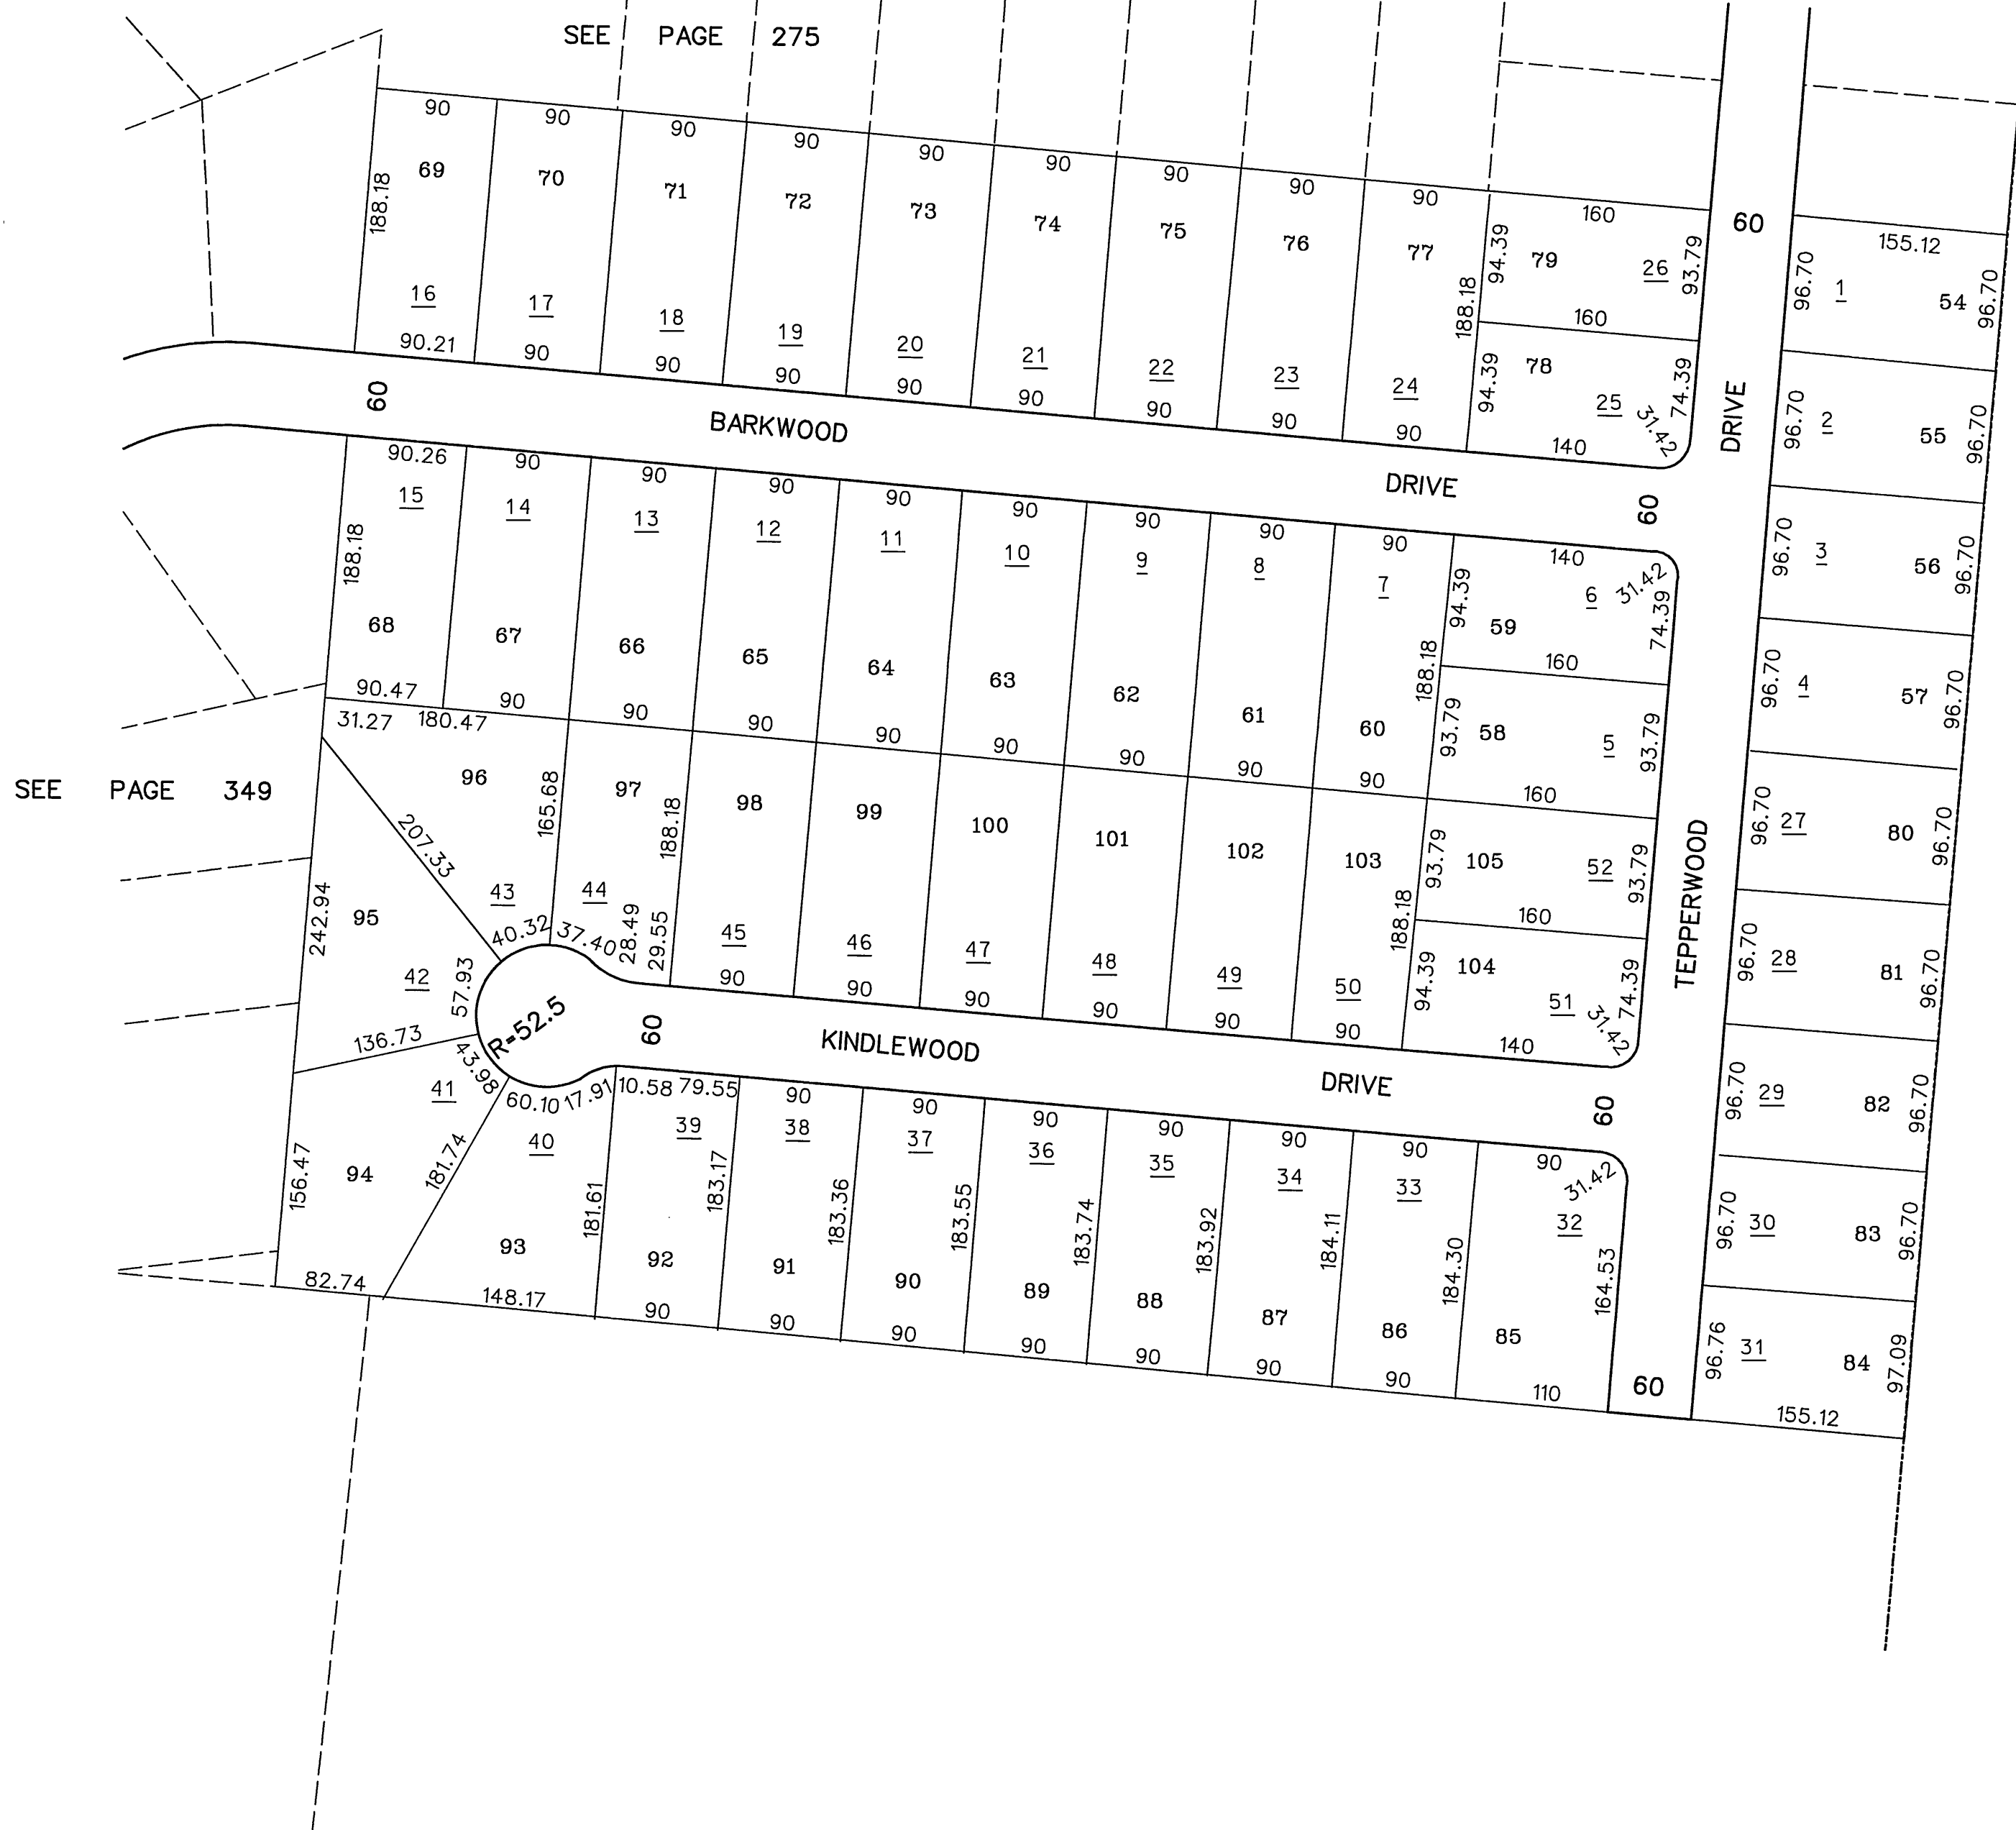 SEE PAGE 275
90 90 90 90 90 90 90 90 90 160
69 70 71 72 73 74 75 76 77 79 26
188.18 94.39 93.79 188.18
160
78 25
94.39 74.39 31.42
16 17 18 19 20 21 22 23 24
90.21 90 90 90 90 90 90 90 90 140
60 BARKWOOD DRIVE 60
60 DRIVE
155.12
96.70 1 54 96.70
96.70 2 55 96.70
96.70 3 56 96.70
96.70 4 57 96.70
96.70 27 80 96.70
96.70 28 81 96.70
96.70 29 82 96.70
96.70 30 83 96.70
96.76 31 84 97.09
155.12
TEPPERWOOD
90.26 90 90 90 90 90 90 90 90 140
15 14 13 12 11 10 9 8 7 6
31.42
188.18 94.39 74.39 188.18
59
160
68 67 66 65 64 63 62 61 60 58 5
93.79 93.79
90.47 90 90 90 90 90 90 90 90 160
31.27 180.47
SEE PAGE 349
96 97 98 99 100 101 102 103 105 52
207.33 165.68 188.18 93.79 93.79
160
188.18
95 242.94
43 44 45 46 47 48 49 50
104 51
94.39 74.39 31.42
40.32 37.40 28.49 29.55
90 90 90 90 90 90 140
42 57.93
R=52.5
136.73
60 KINDLEWOOD DRIVE 60
43.98
41
60.10 17.91 10.58 79.55 90 90 90 90 90 90 90
31.42
40 39 38 37 36 35 34 33 32
156.47 181.74 181.61 183.17 183.36 183.55 183.74 183.92 184.11 184.30 164.53
94 93 92 91 90 89 88 87 86 85
82.74 148.17 90 90 90 90 90 90 90 110
60